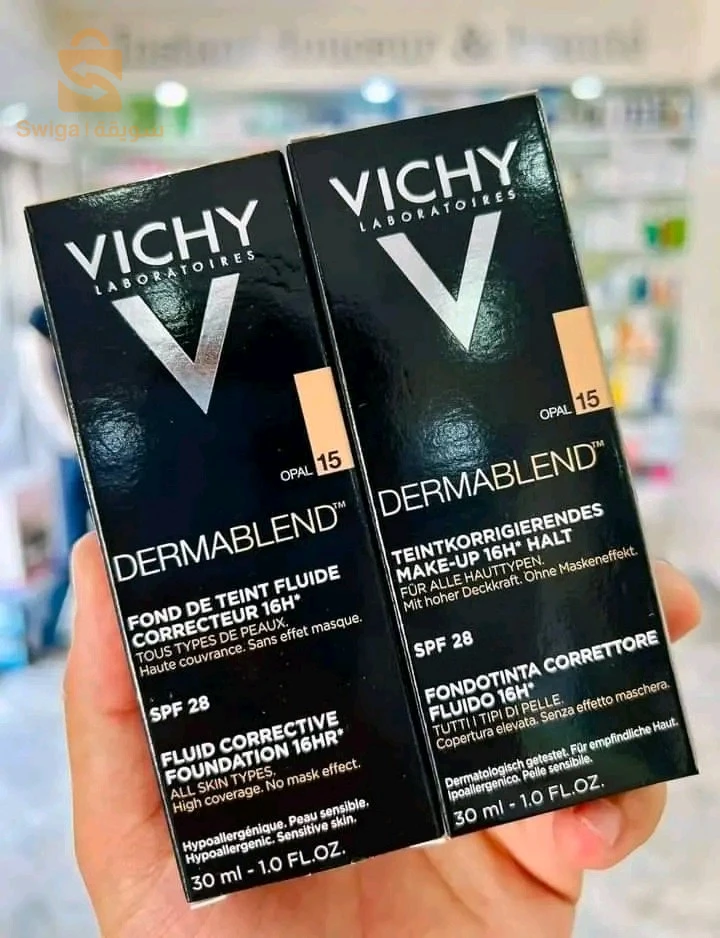 Instant douceur & beauté
Swiga سويقة
VICHY
LABORATOIRES
OPAL 15
DERMABLEND™
FOND DE TEINT FLUIDE
CORRECTEUR 16H*
TOUS TYPES DE PEAUX.
Haute couvrance. Sans effet masque.
SPF 28
FLUID CORRECTIVE
FOUNDATION 16HR*
ALL SKIN TYPES.
High coverage. No mask effect.
Hypoallergénique. Peau sensible.
Hypoallergenic. Sensitive skin.
30 ml - 1.0 FL.OZ.
VICHY
LABORATOIRES
OPAL 15
DERMABLEND™
TEINTKORRIGIERENDES
MAKE-UP 16H* HALT
FÜR ALLE HAUTTYPEN.
Mit hoher Deckkraft. Ohne Maskeneffekt.
SPF 28
FONDOTINTA CORRETTORE
FLUIDO 16H*
TUTTI I TIPI DI PELLE.
Copertura elevata. Senza effetto maschera.
Dermatologisch getestet. Für empfindliche Haut.
Ipoallergenico. Pelle sensibile.
30 ml - 1.0 FL.OZ.